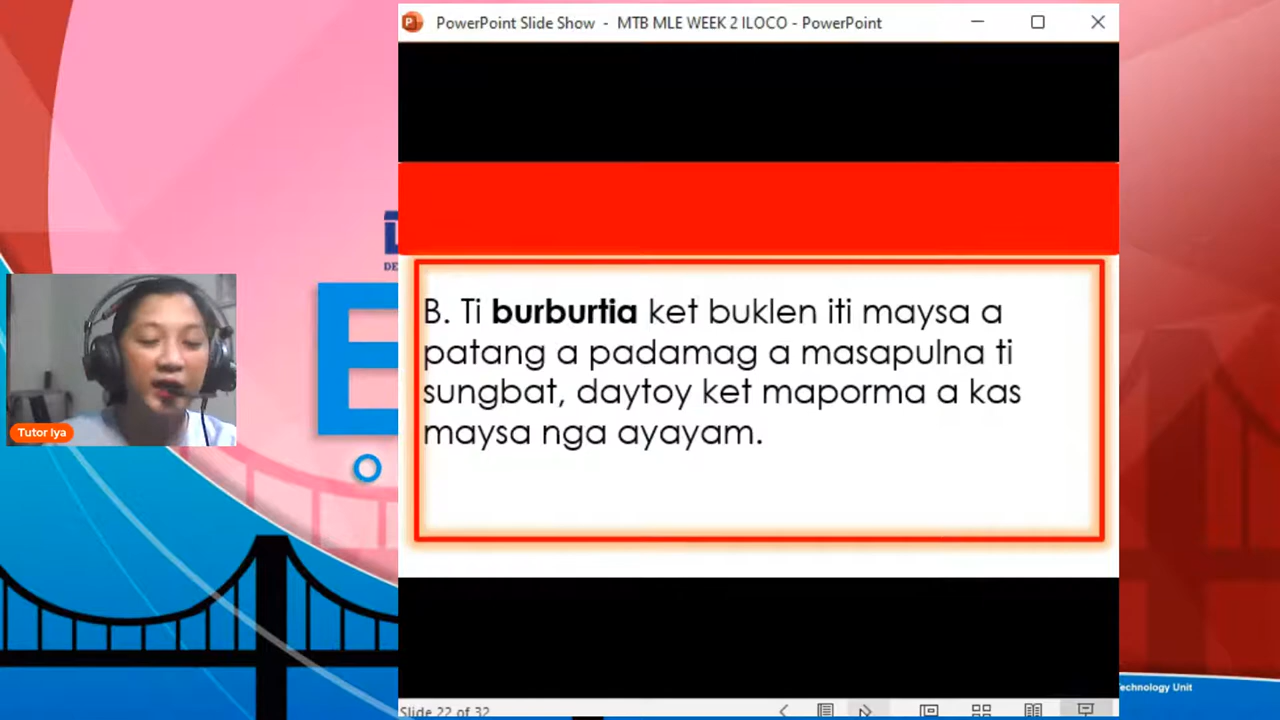 PowerPoint Slide Show - MTB MLE WEEK 2 ILOCO - PowerPoint
B. Ti burburtia ket buklen iti maysa a
patang a padamag a masapulna ti
sungbat, daytoy ket maporma a kas
maysa nga ayayam.
Tutor Iya
Technology Unit
Slide 22 of 32